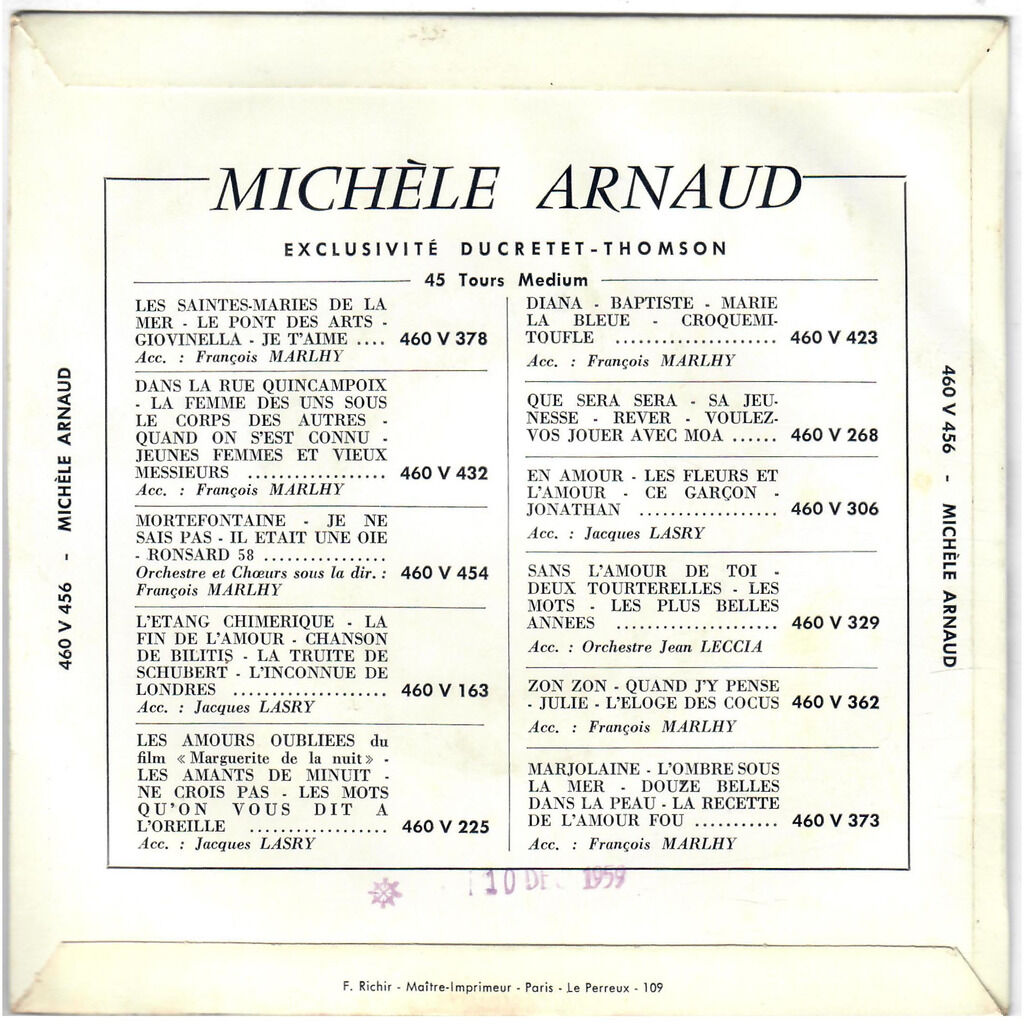 MICHÈLE ARNAUD
EXCLUSIVITÉ DUCRETET-THOMSON
45 Tours Medium
LES SAINTES-MARIES DE LA
MER - LE PONT DES ARTS -
GIOVINELLA - JE T'AIME .... 460 V 378
Acc. : François MARLHY
DANS LA RUE QUINCAMPOIX
- LA FEMME DES UNS SOUS
LE CORPS DES AUTRES -
QUAND ON S'EST CONNU -
JEUNES FEMMES ET VIEUX
MESSIEURS .................. 460 V 432
Acc. : François MARLHY
MORTEFONTAINE - JE NE
SAIS PAS - IL ETAIT UNE OIE
- RONSARD 58 ................
Orchestre et Chœurs sous la dir. : 460 V 454
François MARLHY
L'ETANG CHIMERIQUE - LA
FIN DE L'AMOUR - CHANSON
DE BILITIS - LA TRUITE DE
SCHUBERT - L'INCONNUE DE
LONDRES .................... 460 V 163
Acc. : Jacques LASRY
LES AMOURS OUBLIEES du
film « Marguerite de la nuit » -
LES AMANTS DE MINUIT -
NE CROIS PAS - LES MOTS
QU'ON VOUS DIT A
L'OREILLE .................. 460 V 225
Acc. : Jacques LASRY
DIANA - BAPTISTE - MARIE
LA BLEUE - CROQUEMI-
TOUFLE ..................... 460 V 423
Acc. : François MARLHY
QUE SERA SERA - SA JEU-
NESSE - REVER - VOULEZ-
VOS JOUER AVEC MOA ...... 460 V 268
EN AMOUR - LES FLEURS ET
L'AMOUR - CE GARÇON -
JONATHAN .................. 460 V 306
Acc. : Jacques LASRY
SANS L'AMOUR DE TOI -
DEUX TOURTERELLES - LES
MOTS - LES PLUS BELLES
ANNEES ..................... 460 V 329
Acc. : Orchestre Jean LECCIA
ZON ZON - QUAND J'Y PENSE
- JULIE - L'ELOGE DES COCUS 460 V 362
Acc. : François MARLHY
MARJOLAINE - L'OMBRE SOUS
LA MER - DOUZE BELLES
DANS LA PEAU - LA RECETTE
DE L'AMOUR FOU ........... 460 V 373
Acc. : François MARLHY
460 V 456 - MICHÈLE ARNAUD
460 V 456 - MICHÈLE ARNAUD
10 1959
F. Richir - Maître-Imprimeur - Paris - Le Perreux - 109